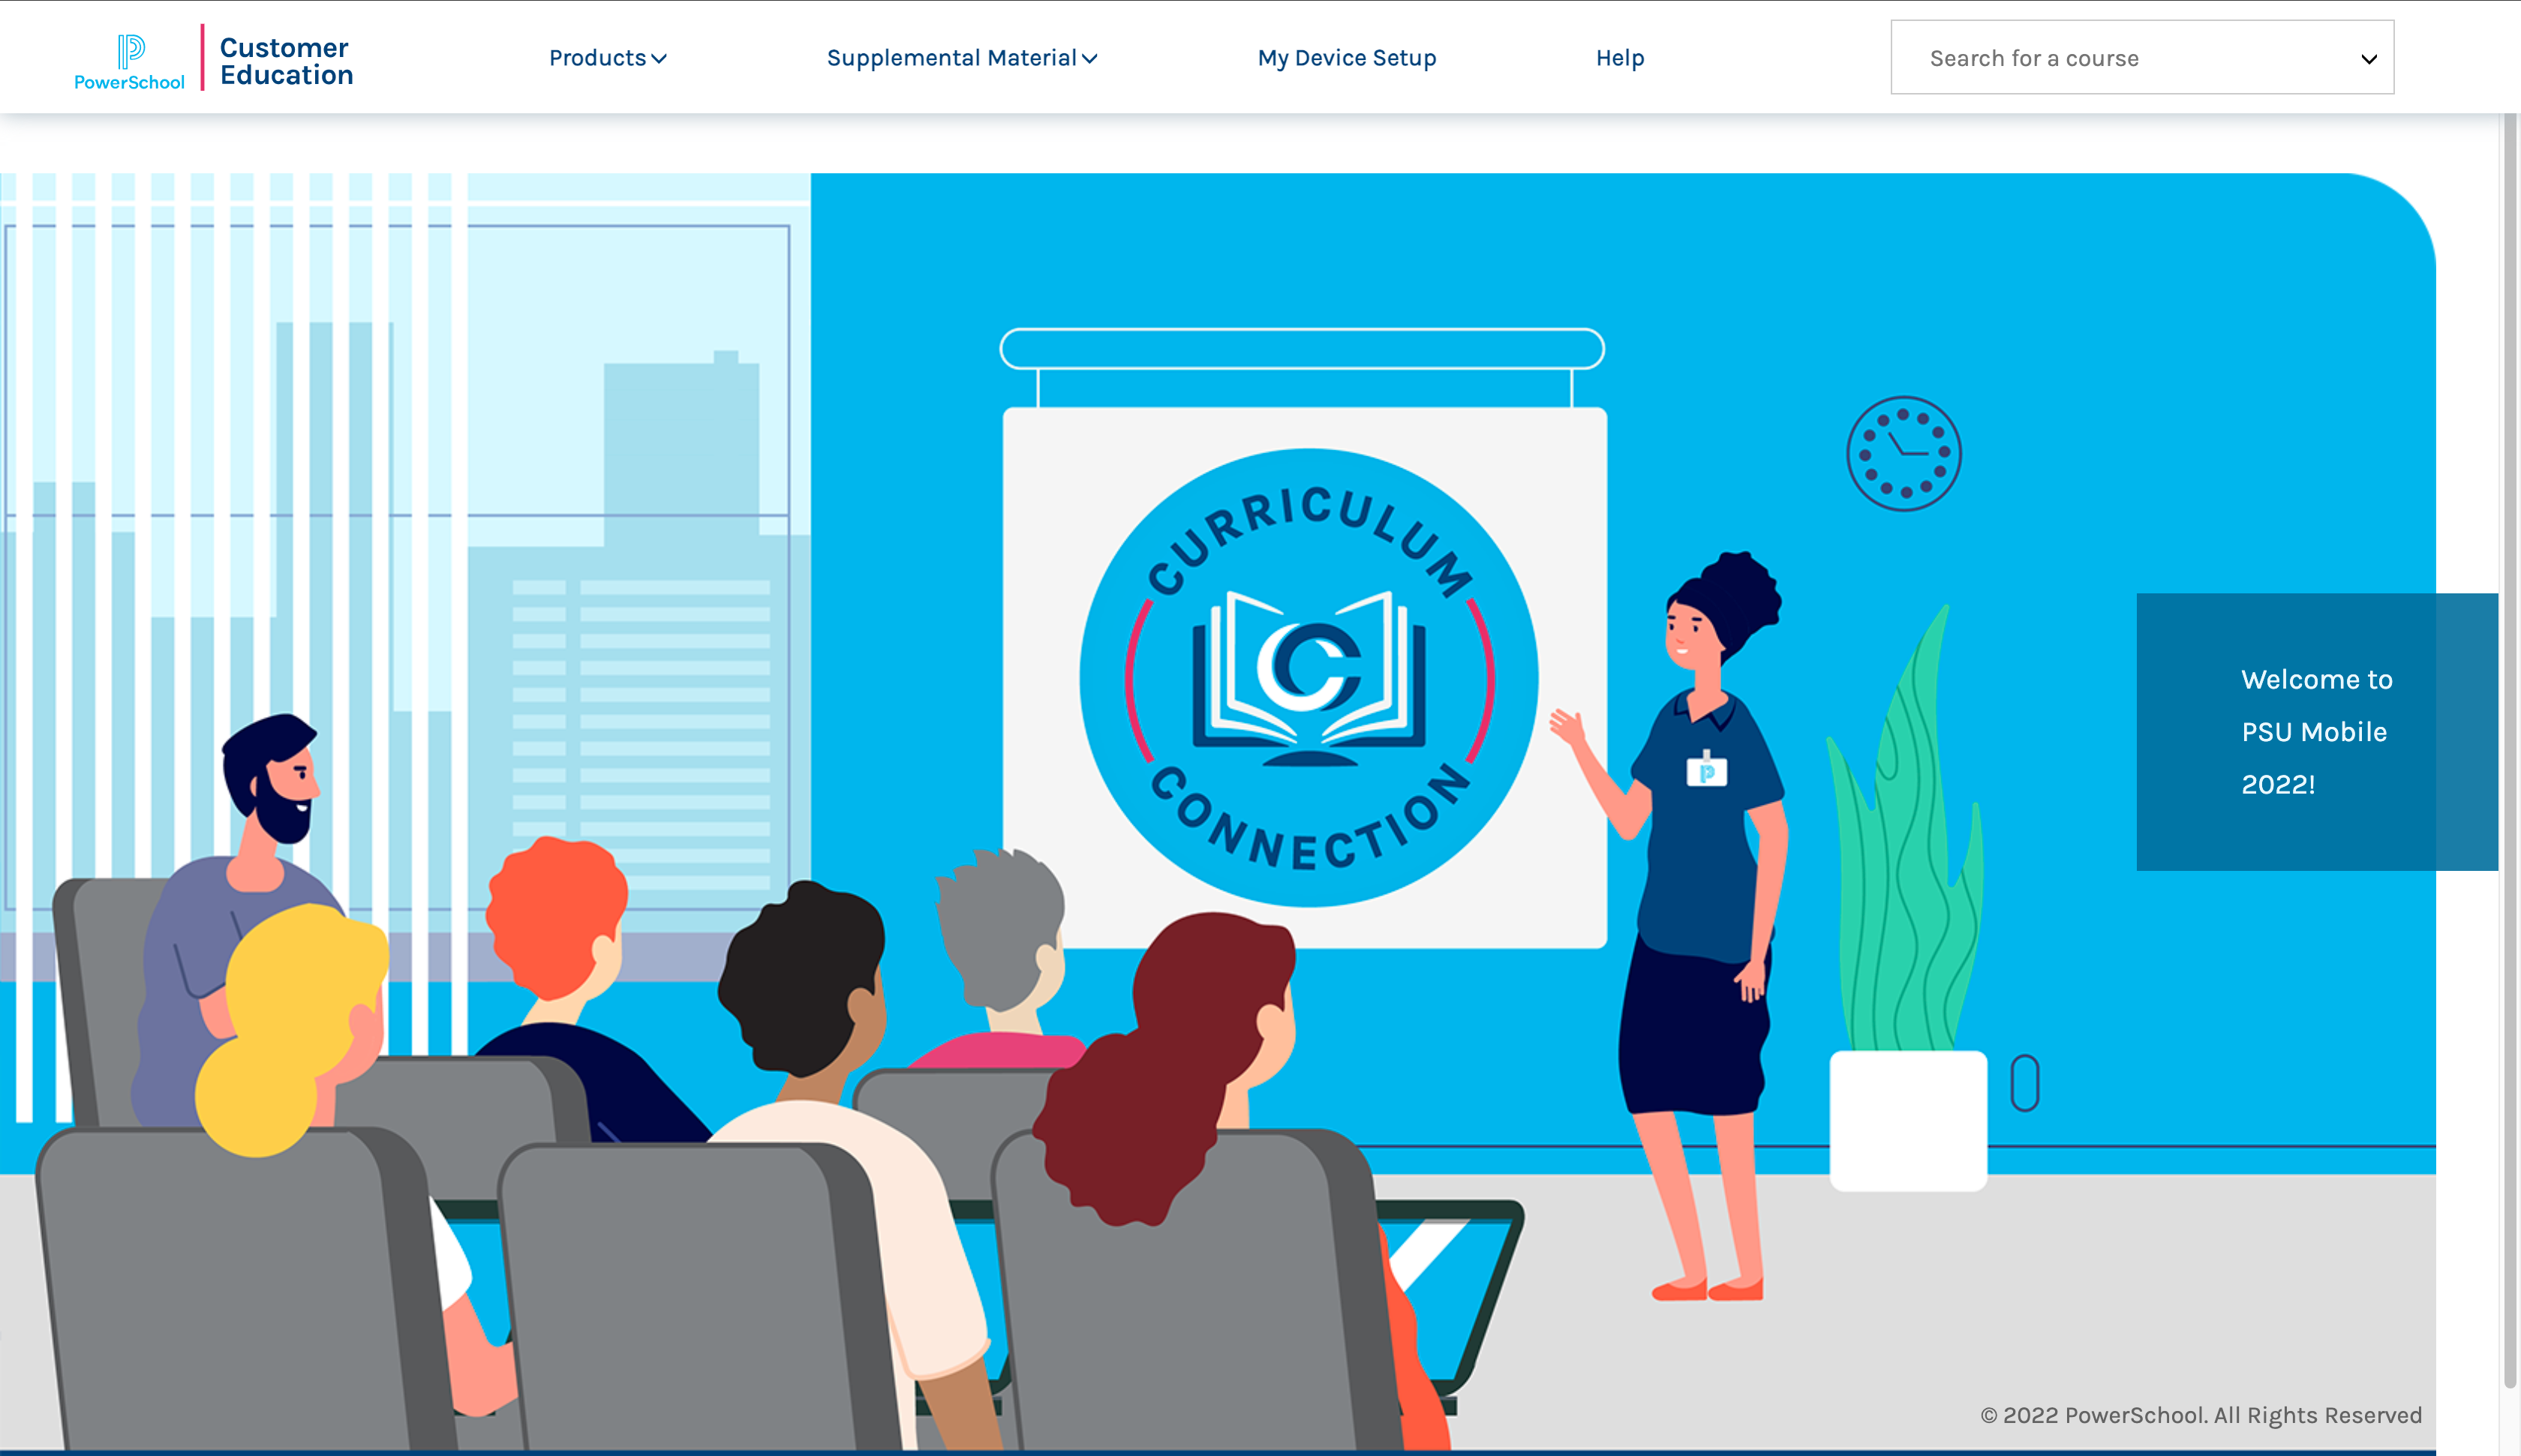 PowerSchool
Customer
Education
Products
Supplemental Material
My Device Setup
Help
Search for a course
CURRICULUM
C
CONNECTION
Welcome to
PSU Mobile
2022!
© 2022 PowerSchool. All Rights Reserved